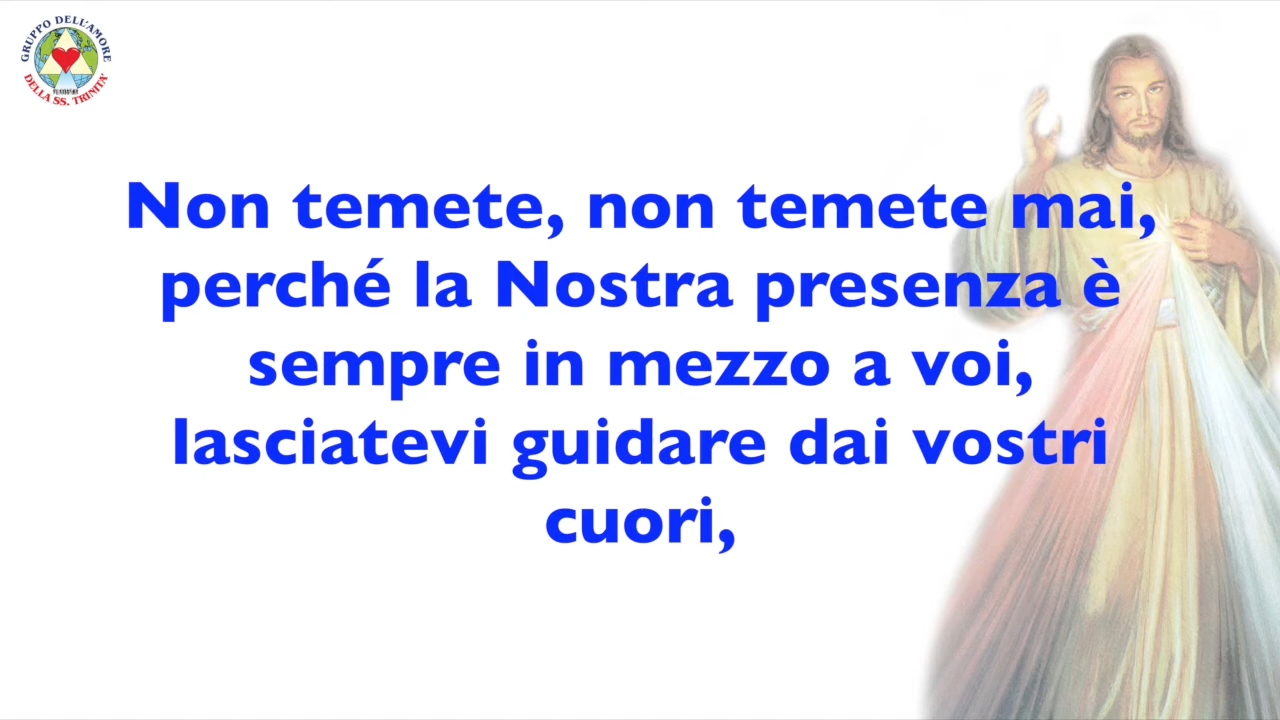 GRUPPO DELL'AMORE
DELLA SS. TRINITA'
Non temete, non temete mai,
perché la Nostra presenza è
sempre in mezzo a voi,
lasciatevi guidare dai vostri
cuori,